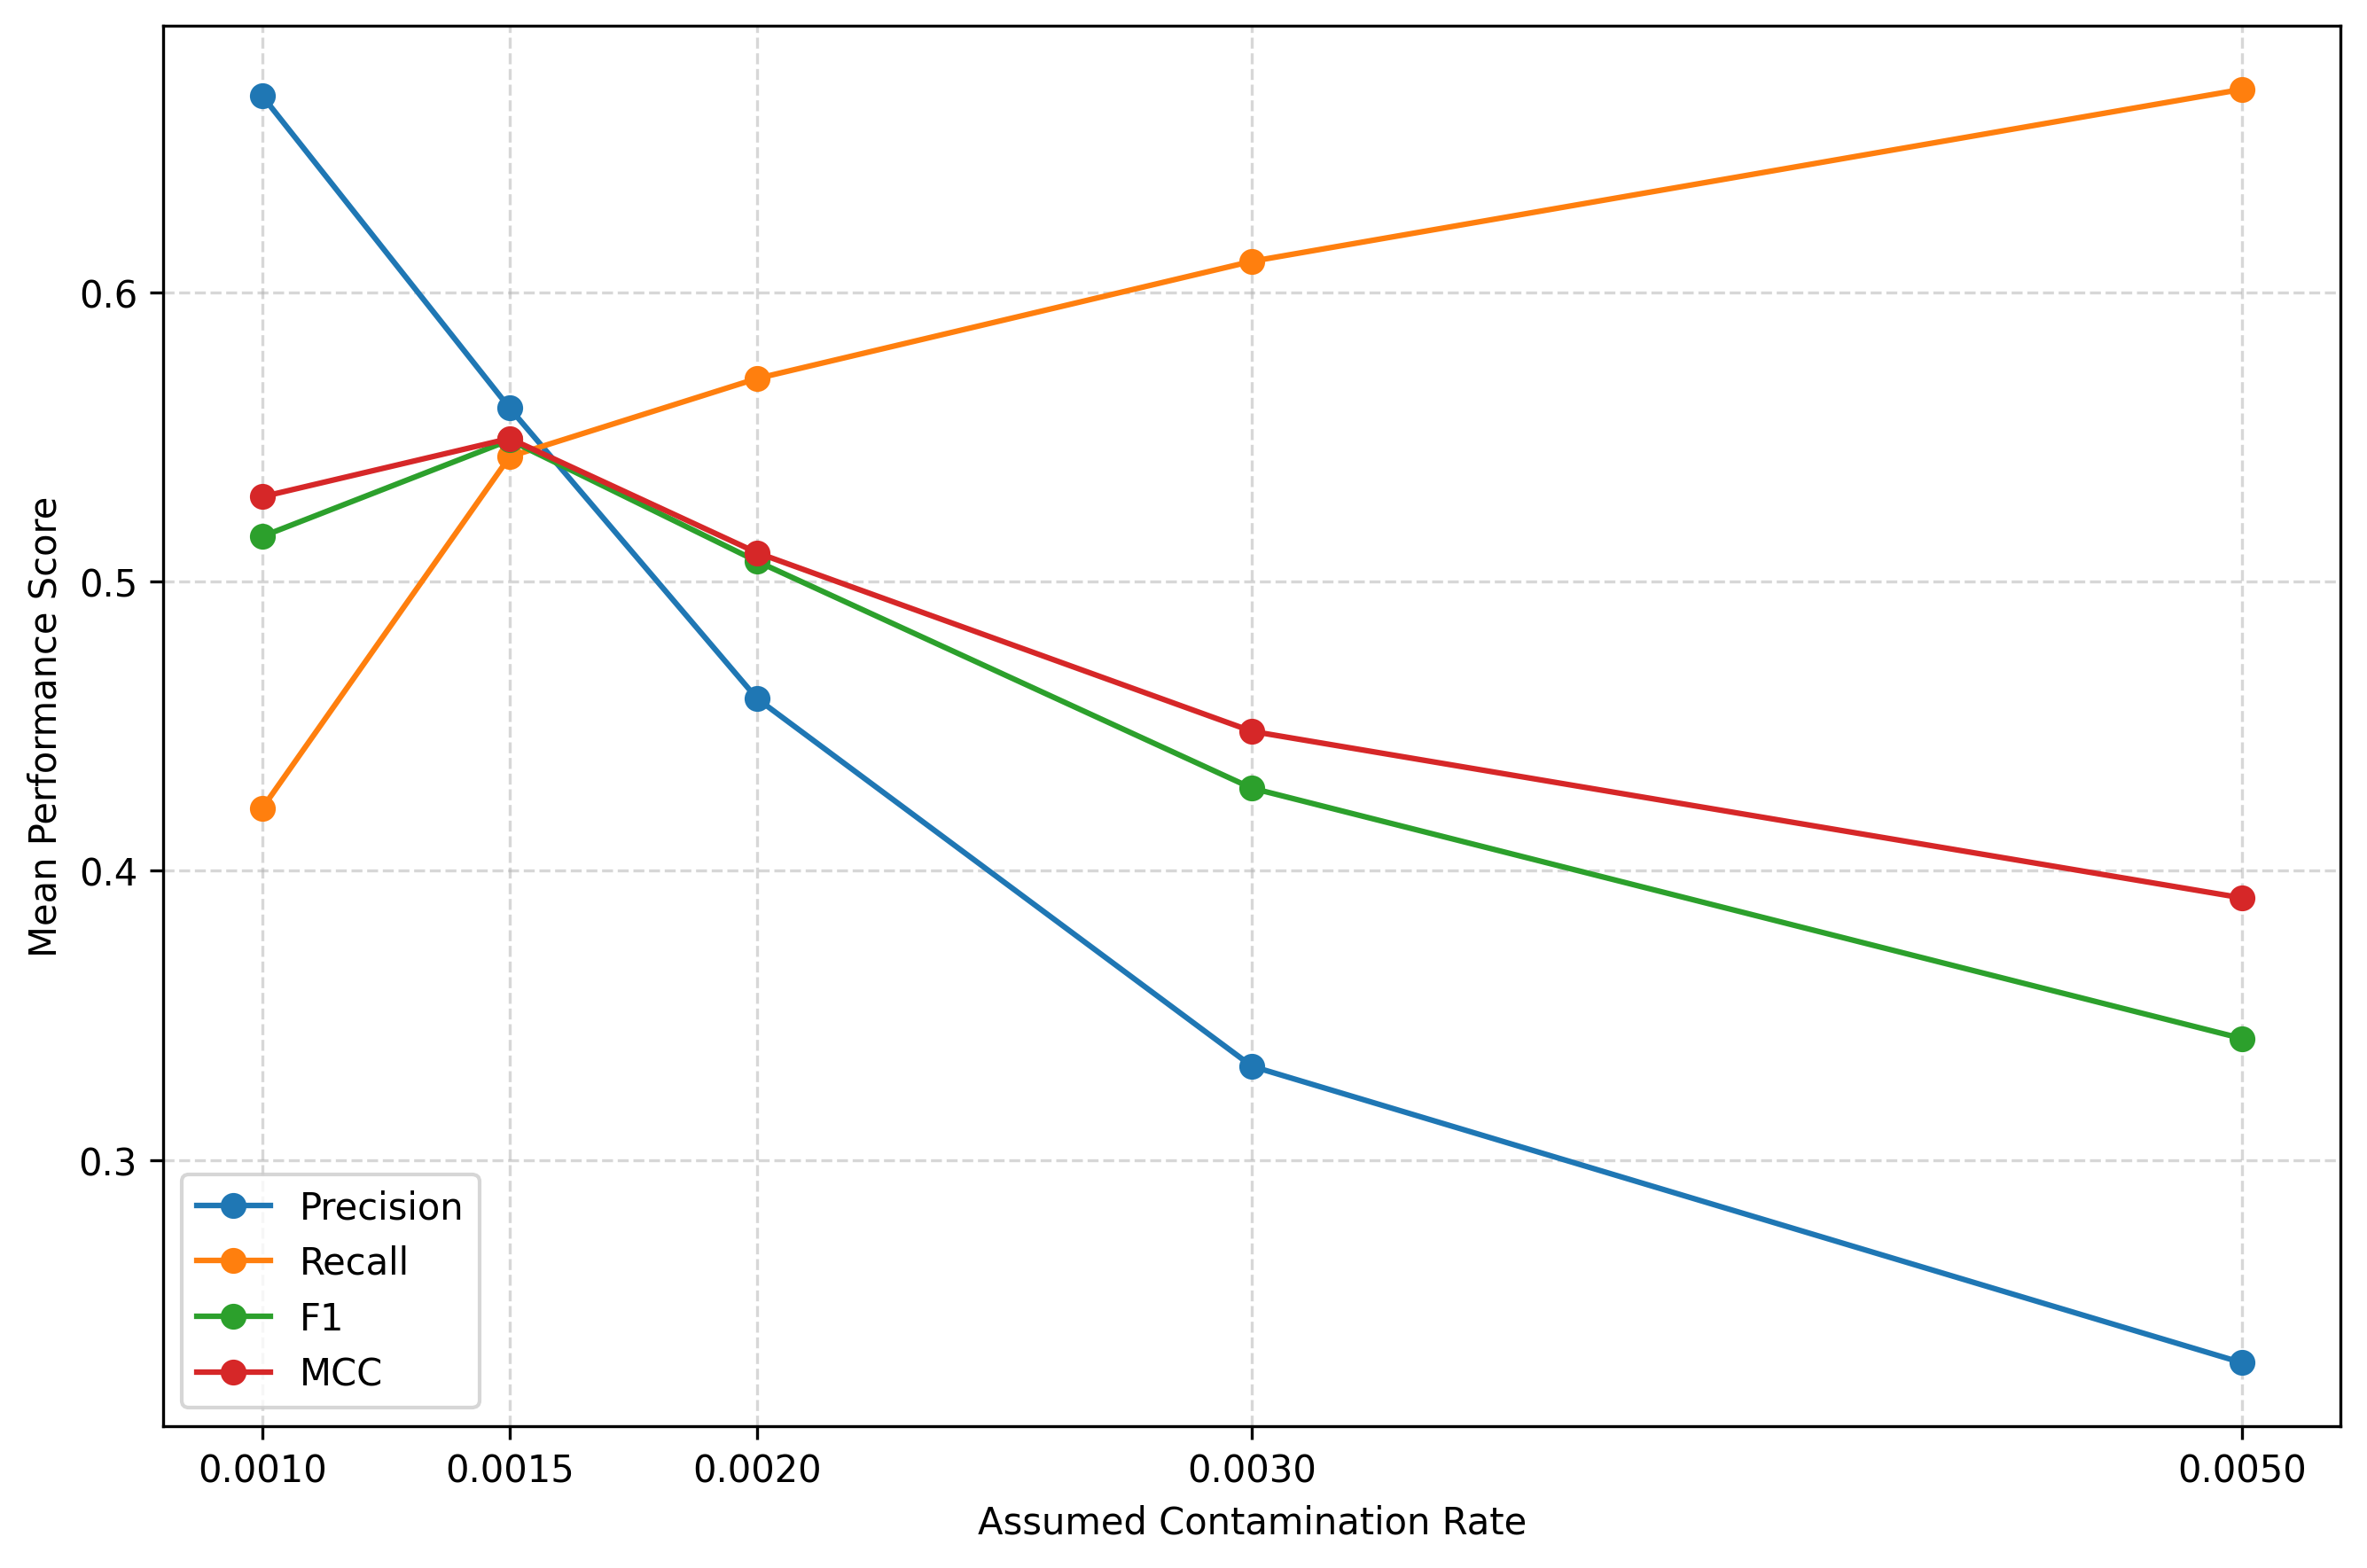 Mean Performance Score
0.6
0.5
0.4
0.3
Precision
Recall
F1
MCC
0.0010 0.0015 0.0020 0.0030 0.0050
Assumed Contamination Rate